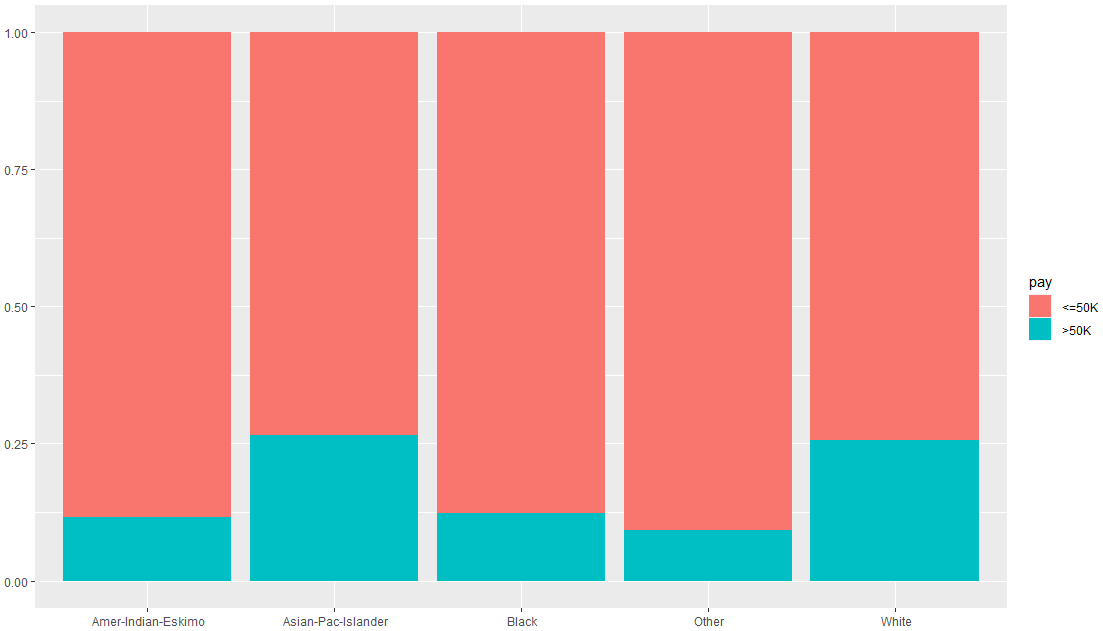 1.00
0.75
0.50
0.25
0.00
Amer-Indian-Eskimo
Asian-Pac-Islander
Black
Other
White
pay
<=50K
>50K